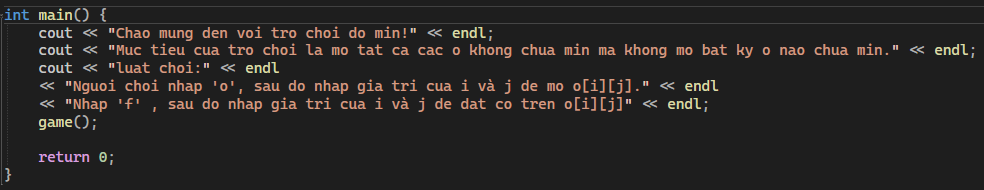 int main() {
    cout << "Chao mung den voi tro choi do min!" << endl;
    cout << "Muc tieu cua tro choi la mo tat ca cac o khong chua min ma khong mo bat ky o nao chua min." << endl;
    cout << "luat choi:" << endl
    << "Nguoi choi nhap 'o', sau do nhap gia tri cua i và j de mo o[i][j]." << endl
    << "Nhap 'f' , sau do nhap gia tri cua i và j de dat co tren o[i][j]" << endl;
    game();
    return 0;
}